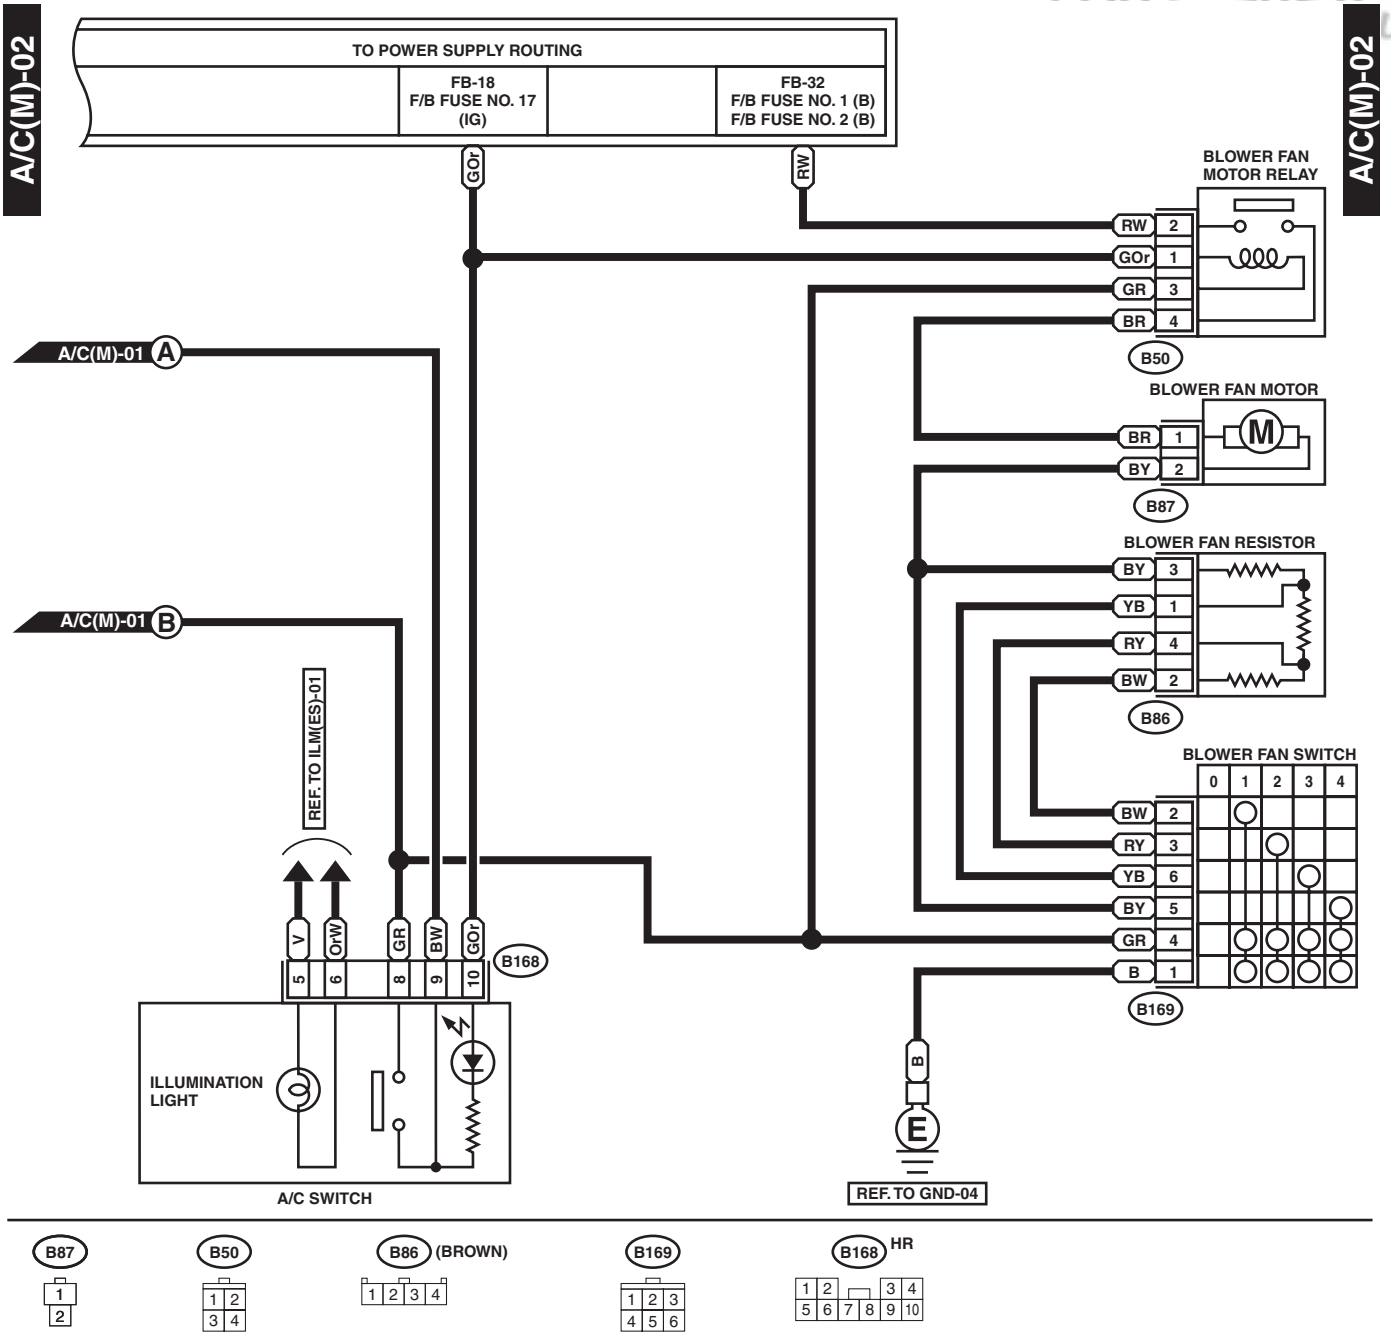 A/C(M)-02
A/C(M)-02
TO POWER SUPPLY ROUTING
FB-18
F/B FUSE NO. 17
(IG)
FB-32
F/B FUSE NO. 1 (B)
F/B FUSE NO. 2 (B)
GOr
RW
BLOWER FAN
MOTOR RELAY
RW 2
GOr 1
GR 3
BR 4
B50
A/C(M)-01 A
BLOWER FAN MOTOR
BR 1
M
BY 2
B87
BLOWER FAN RESISTOR
BY 3
YB 1
RY 4
BW 2
B86
A/C(M)-01 B
REF. TO ILM(ES)-01
BLOWER FAN SWITCH
0 1 2 3 4
BW 2
RY 3
YB 6
BY 5
GR 4
B 1
B169
V OrW GR BW GOr
5 6 8 9 10
B168
ILLUMINATION
LIGHT
A/C SWITCH
B
E
REF. TO GND-04
B87
1
2
B50
1 2
3 4
B86 (BROWN)
1 2 3 4
B169
1 2 3
4 5 6
B168 HR
1 2 3 4
5 6 7 8 9 10